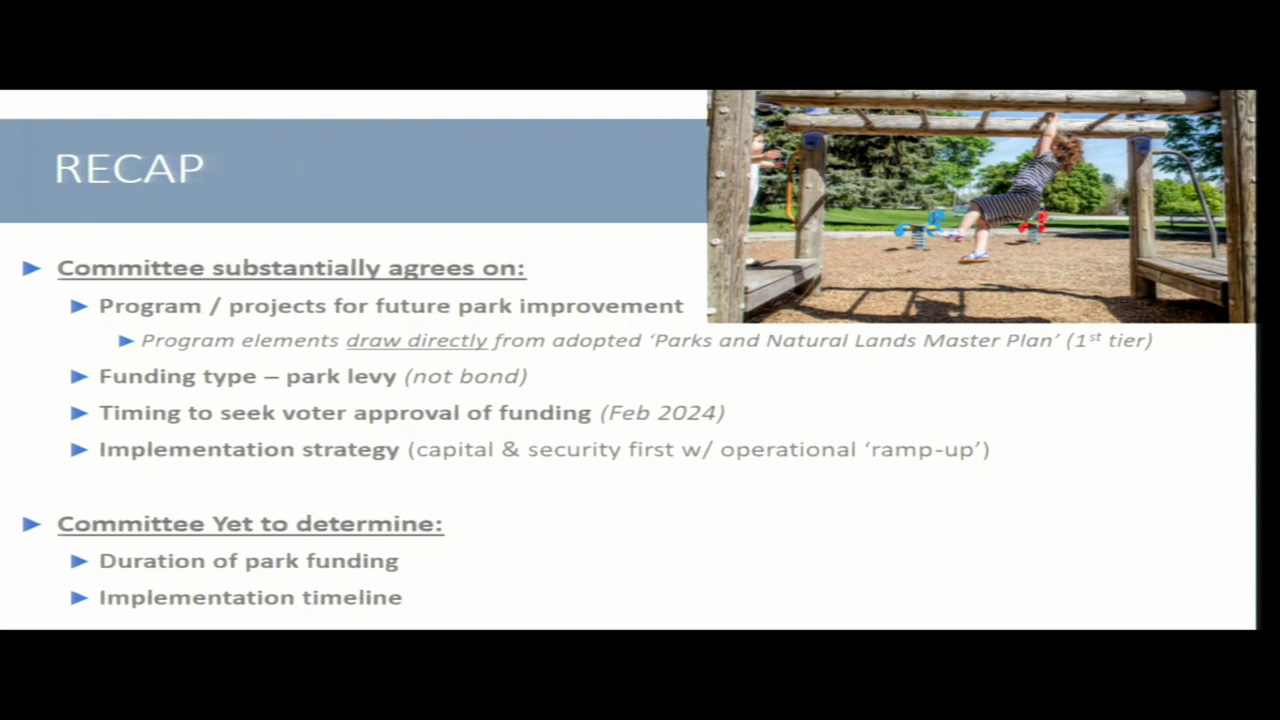 RECAP
Committee substantially agrees on:
Program / projects for future park improvement
Program elements draw directly from adopted ‘Parks and Natural Lands Master Plan’ (1st tier)
Funding type – park levy (not bond)
Timing to seek voter approval of funding (Feb 2024)
Implementation strategy (capital & security first w/ operational ‘ramp-up’)
Committee Yet to determine:
Duration of park funding
Implementation timeline